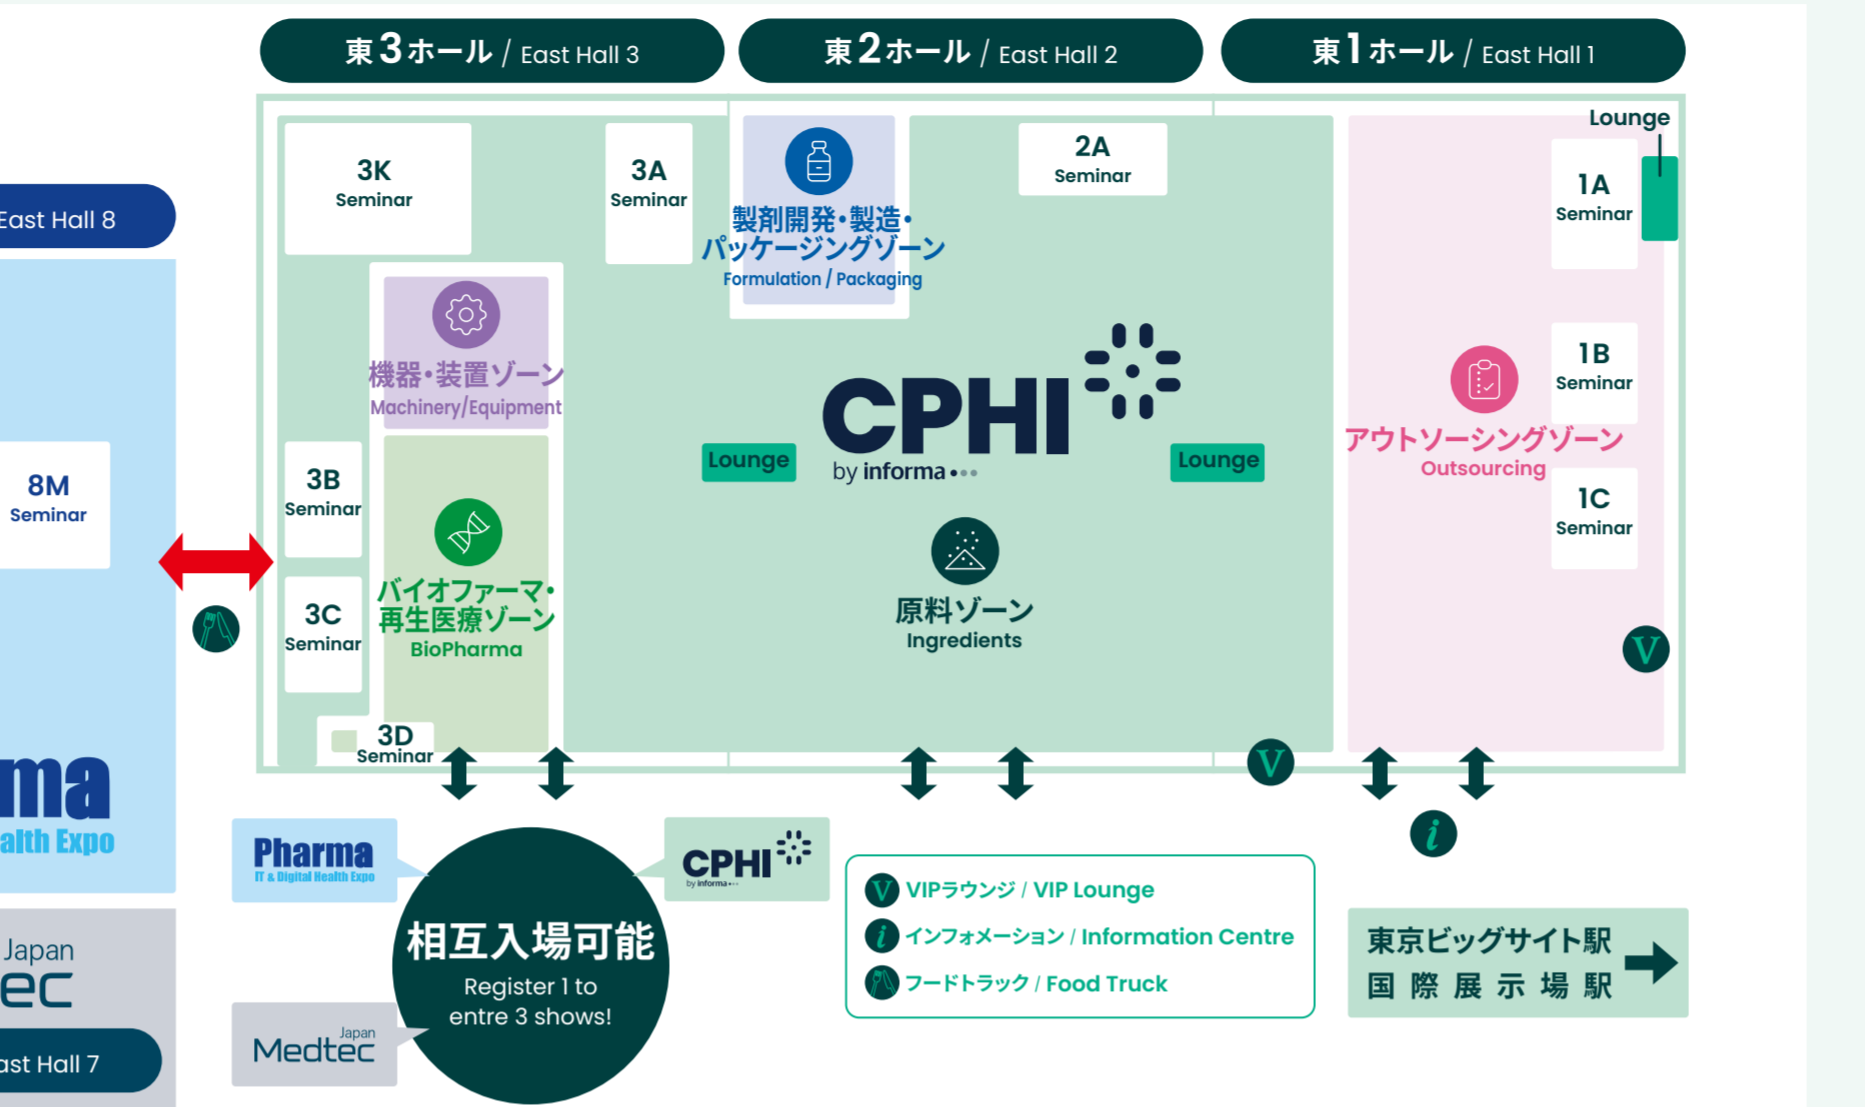 東3ホール / East Hall 3
東2ホール / East Hall 2
東1ホール / East Hall 1
East Hall 8
8M
Seminar
ma
alth Expo
Japan
ec
ast Hall 7
3K
Seminar
3A
Seminar
製剤開発・製造・
パッケージングゾーン
Formulation / Packaging
2A
Seminar
Lounge
1A
Seminar
機器・装置ゾーン
Machinery/Equipment
CPHI
by informa
Lounge
Lounge
1B
Seminar
アウトソーシングゾーン
Outsourcing
1C
Seminar
3B
Seminar
バイオファーマ・
再生医療ゾーン
BioPharma
3C
Seminar
原料ゾーン
Ingredients
V
3D
Seminar
V
i
Pharma
IT & Digital Health Expo
CPHI
by informa
相互入場可能
Register 1 to
entre 3 shows!
Japan
Medtec
V VIPラウンジ / VIP Lounge
i インフォメーション / Information Centre
フードトラック / Food Truck
東京ビッグサイト駅
国際展示場駅